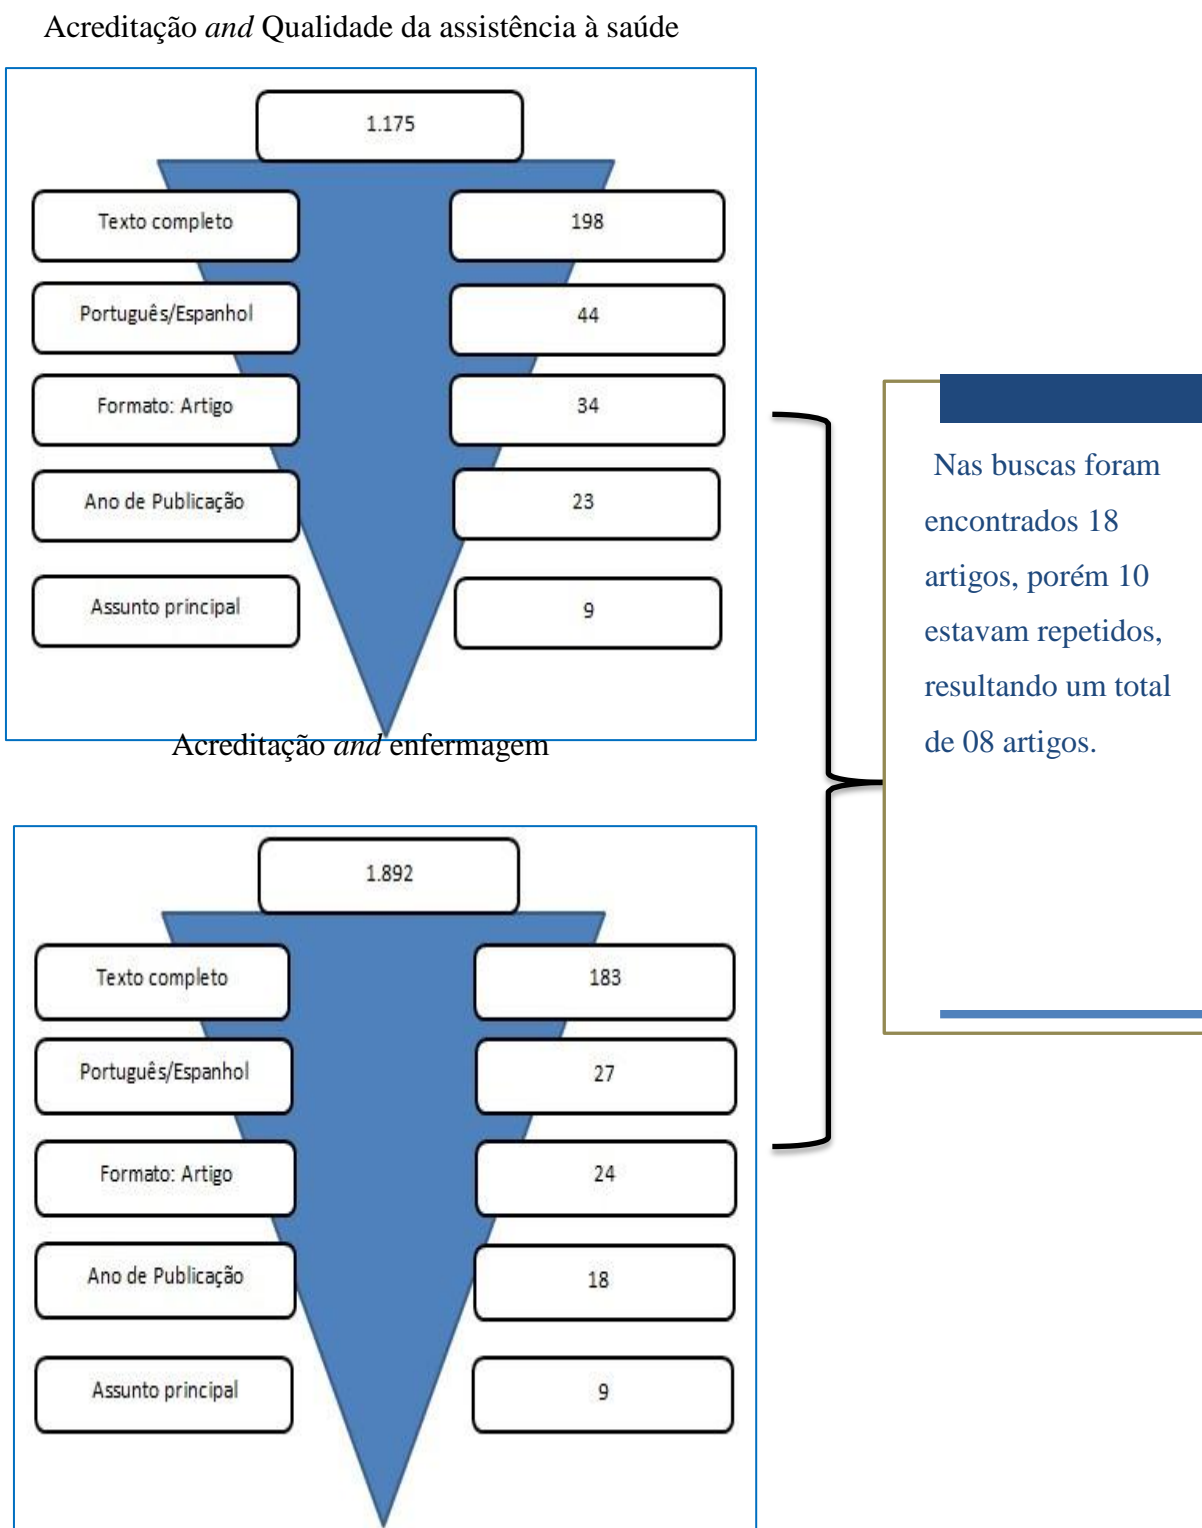 Acreditação and Qualidade da assistência à saúde
1.175
Texto completo
198
Português/Espanhol
44
Formato: Artigo
34
Ano de Publicação
23
Assunto principal
9
Acreditação and enfermagem
1.892
Texto completo
183
Português/Espanhol
27
Formato: Artigo
24
Ano de Publicação
18
Assunto principal
9
Nas buscas foram
encontrados 18
artigos, porém 10
estavam repetidos,
resultando um total
de 08 artigos.